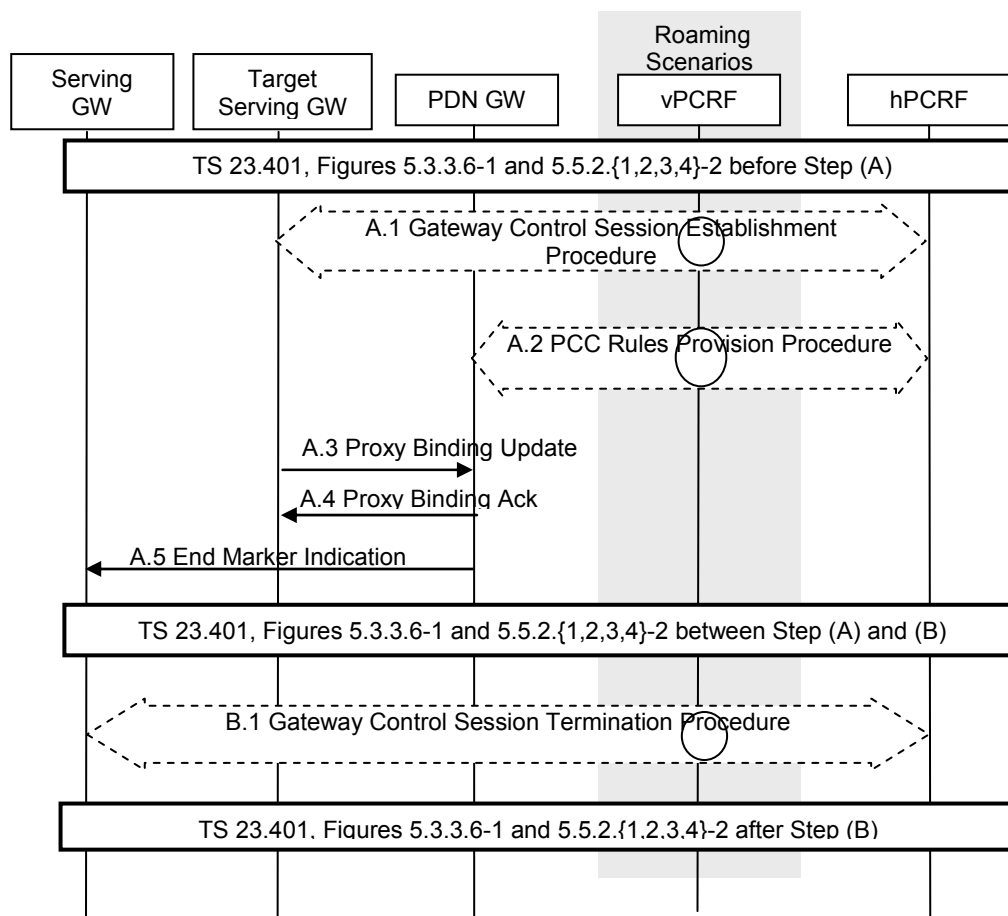 Roaming
Scenarios
Serving
GW
Target
Serving GW
PDN GW
vPCRF
hPCRF
TS 23.401, Figures 5.3.3.6-1 and 5.5.2.{1,2,3,4}-2 before Step (A)
A.1 Gateway Control Session Establishment
Procedure
A.2 PCC Rules Provision Procedure
A.3 Proxy Binding Update
A.4 Proxy Binding Ack
A.5 End Marker Indication
TS 23.401, Figures 5.3.3.6-1 and 5.5.2.{1,2,3,4}-2 between Step (A) and (B)
B.1 Gateway Control Session Termination Procedure
TS 23.401, Figures 5.3.3.6-1 and 5.5.2.{1,2,3,4}-2 after Step (B)